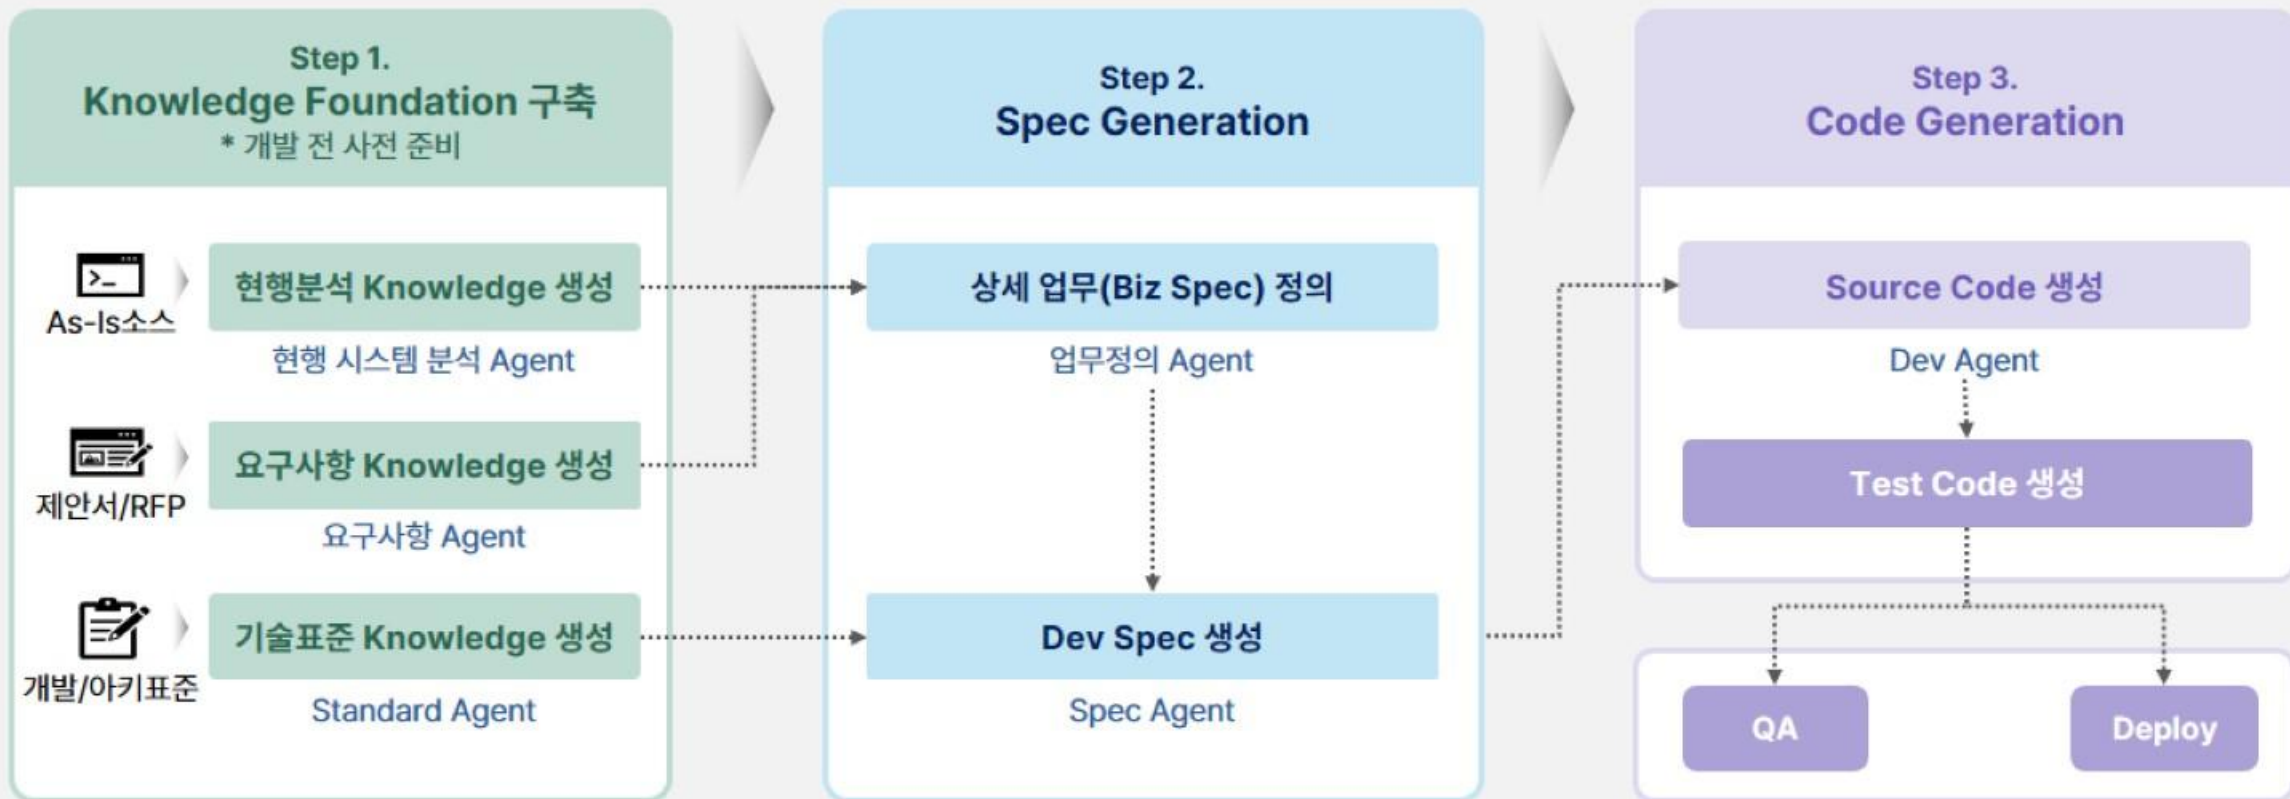 Step 1.
Knowledge Foundation 구축
* 개발 전 사전 준비
>_
As-Is소스
현행분석 Knowledge 생성
현행 시스템 분석 Agent
제안서/RFP
요구사항 Knowledge 생성
요구사항 Agent
개발/아키표준
기술표준 Knowledge 생성
Standard Agent
Step 2.
Spec Generation
상세 업무(Biz Spec) 정의
업무정의 Agent
Dev Spec 생성
Spec Agent
Step 3.
Code Generation
Source Code 생성
Dev Agent
Test Code 생성
QA
Deploy